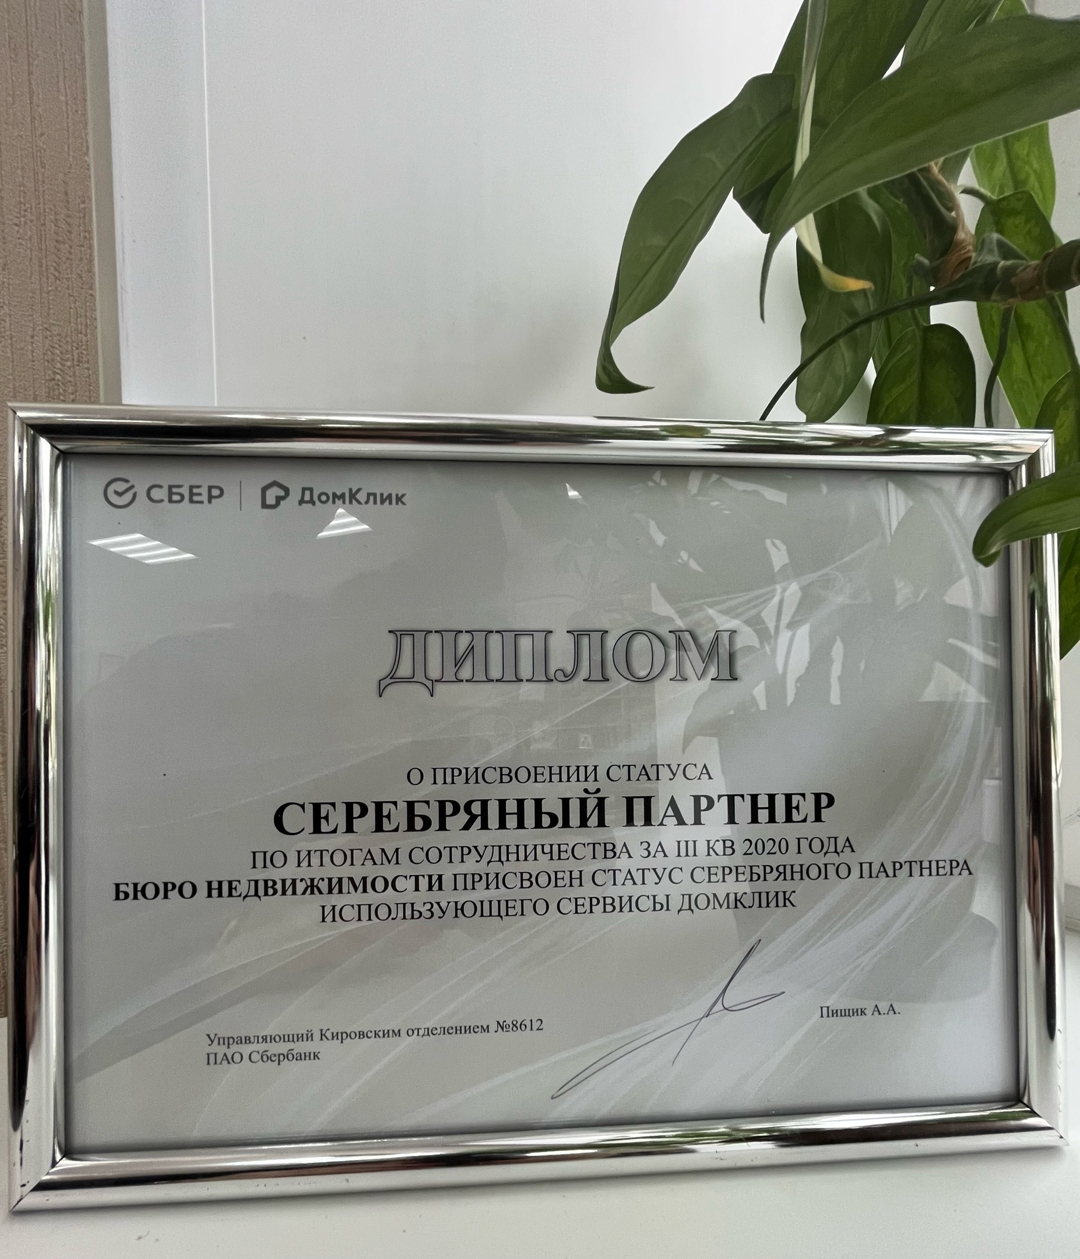 СБЕР | ДомКлик
ДИПЛОМ
О ПРИСВОЕНИИ СТАТУСА
СЕРЕБРЯНЫЙ ПАРТНЕР
ПО ИТОГАМ СОТРУДНИЧЕСТВА ЗА III КВ 2020 ГОДА
БЮРО НЕДВИЖИМОСТИ ПРИСВОЕН СТАТУС СЕРЕБРЯНОГО ПАРТНЕРА
ИСПОЛЬЗУЮЩЕГО СЕРВИСЫ ДОМКЛИК
Управляющий Кировским отделением №8612
ПАО Сбербанк
Пищик А.А.